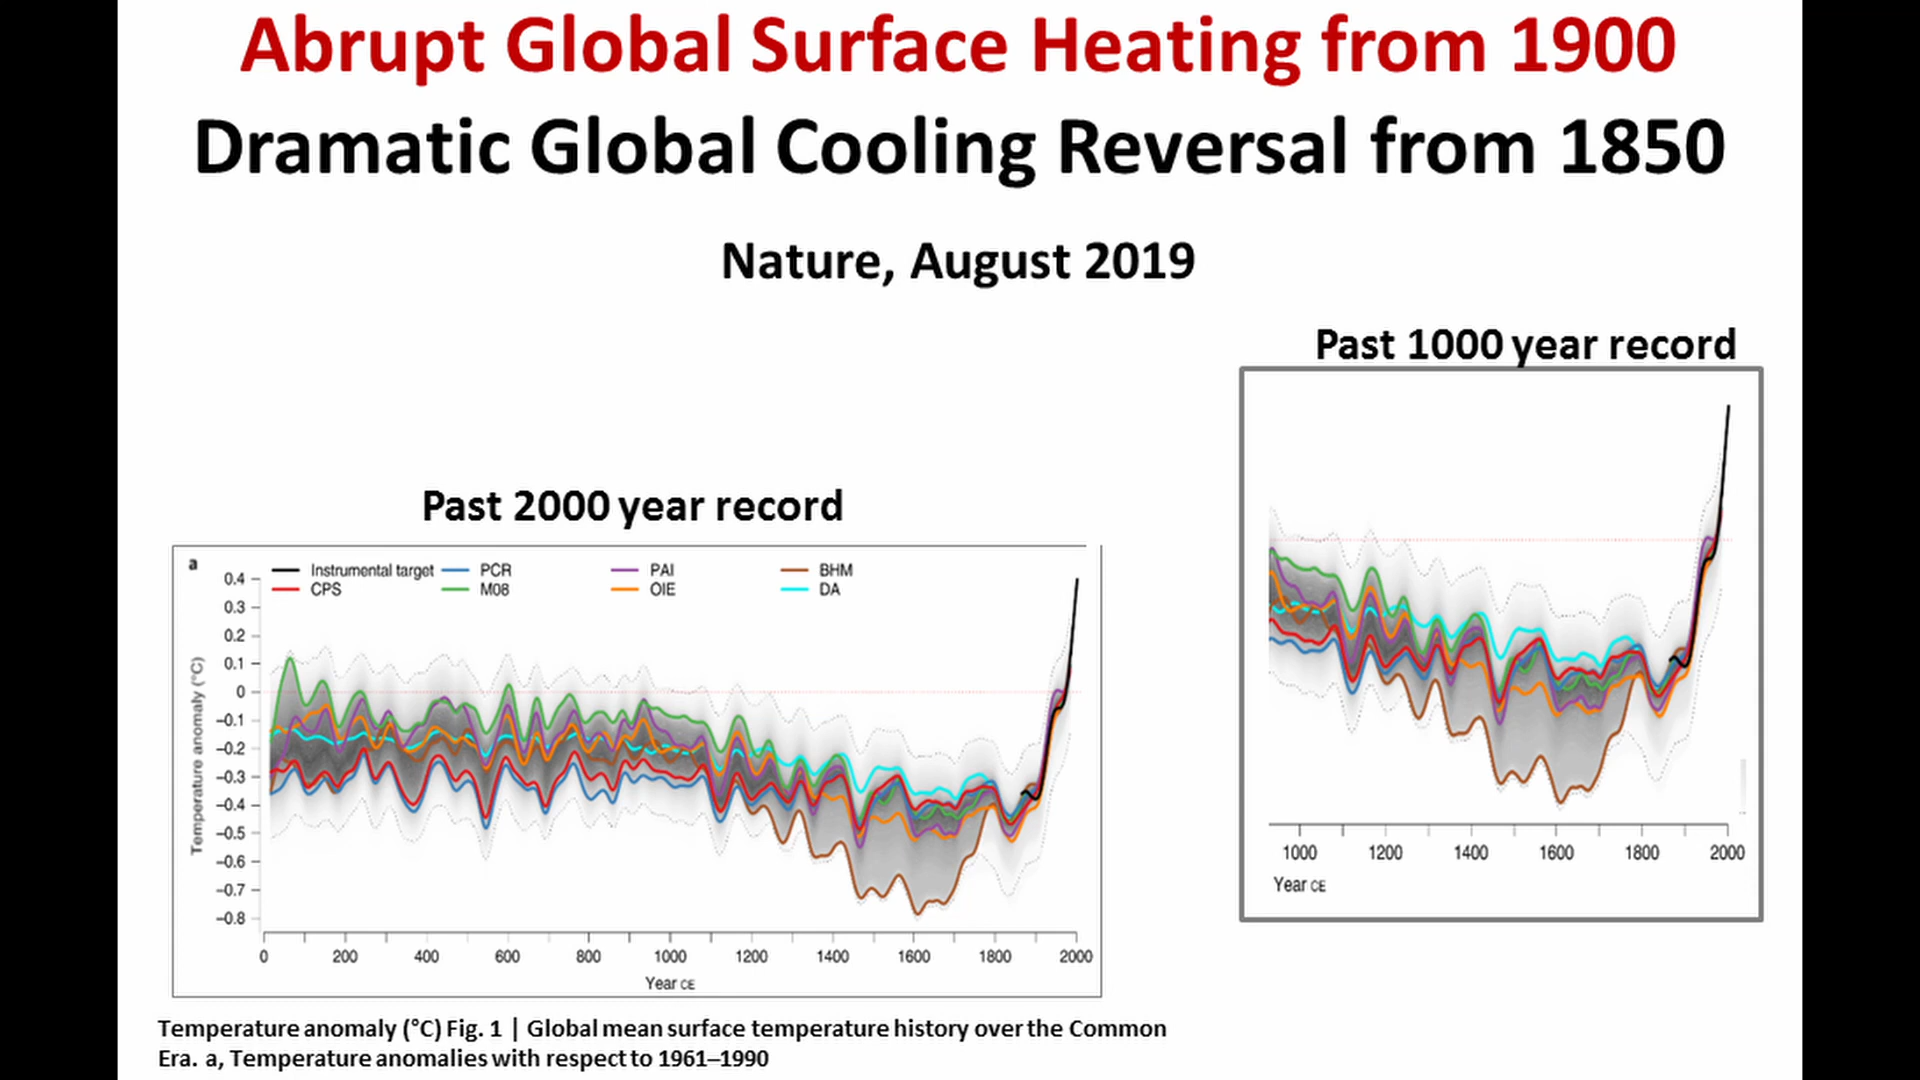 Abrupt Global Surface Heating from 1900
Dramatic Global Cooling Reversal from 1850
Nature, August 2019
Past 1000 year record
Past 2000 year record
a
Instrumental target PCR PAI BHM
CPS M08 OIE DA
0.4
0.3
0.2
0.1
0
−0.1
−0.2
−0.3
−0.4
−0.5
−0.6
−0.7
−0.8
Temperature anomaly (°C)
0 200 400 600 800 1000 1200 1400 1600 1800 2000
Year CE
1000 1200 1400 1600 1800 2000
Year CE
Temperature anomaly (°C) Fig. 1 | Global mean surface temperature history over the Common
Era. a, Temperature anomalies with respect to 1961–1990